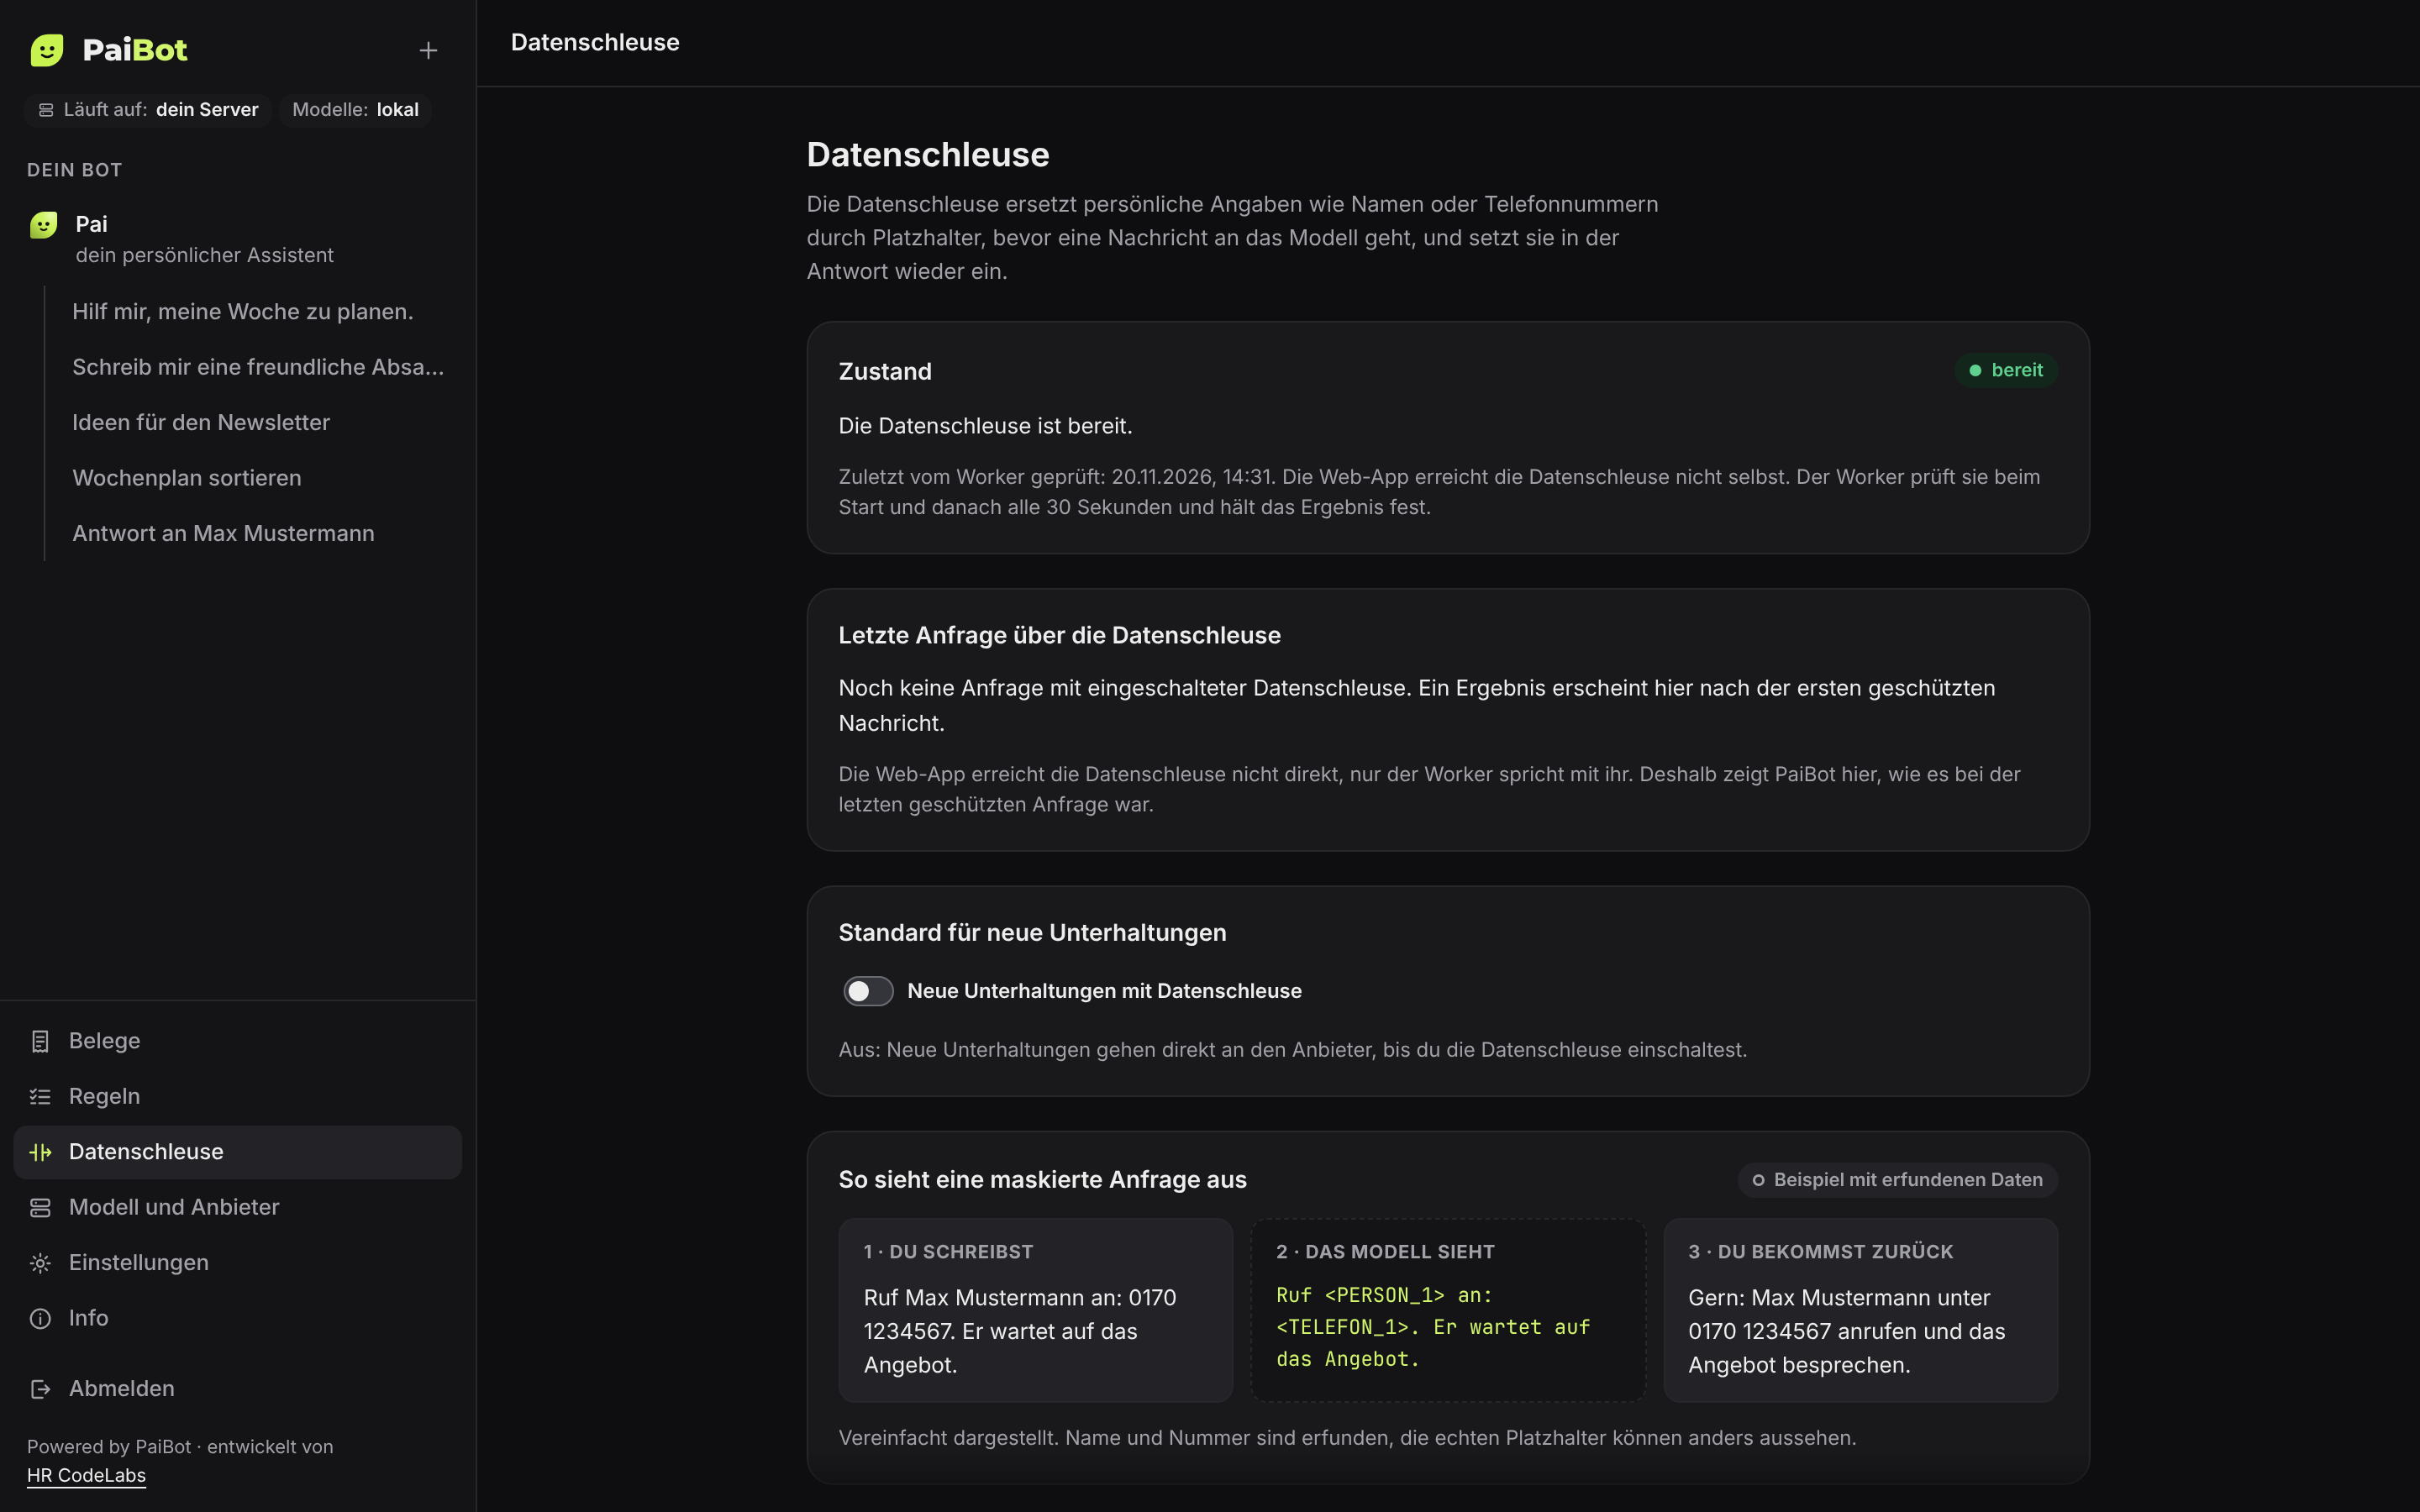 PaiBot
Läuft auf: dein Server
Modelle: lokal
DEIN BOT
Pai
dein persönlicher Assistent
Hilf mir, meine Woche zu planen.
Schreib mir eine freundliche Absa...
Ideen für den Newsletter
Wochenplan sortieren
Antwort an Max Mustermann
Belege
Regeln
Datenschleuse
Modell und Anbieter
Einstellungen
Info
Abmelden
Powered by PaiBot · entwickelt von
HR CodeLabs
Datenschleuse
Datenschleuse
Die Datenschleuse ersetzt persönliche Angaben wie Namen oder Telefonnummern
durch Platzhalter, bevor eine Nachricht an das Modell geht, und setzt sie in der
Antwort wieder ein.
Zustand
bereit
Die Datenschleuse ist bereit.
Zuletzt vom Worker geprüft: 20.11.2026, 14:31. Die Web-App erreicht die Datenschleuse nicht selbst. Der Worker prüft sie beim
Start und danach alle 30 Sekunden und hält das Ergebnis fest.
Letzte Anfrage über die Datenschleuse
Noch keine Anfrage mit eingeschalteter Datenschleuse. Ein Ergebnis erscheint hier nach der ersten geschützten
Nachricht.
Die Web-App erreicht die Datenschleuse nicht direkt, nur der Worker spricht mit ihr. Deshalb zeigt PaiBot hier, wie es bei der
letzten geschützten Anfrage war.
Standard für neue Unterhaltungen
Neue Unterhaltungen mit Datenschleuse
Aus: Neue Unterhaltungen gehen direkt an den Anbieter, bis du die Datenschleuse einschaltest.
So sieht eine maskierte Anfrage aus
Beispiel mit erfundenen Daten
1 · DU SCHREIBST
Ruf Max Mustermann an: 0170
1234567. Er wartet auf das
Angebot.
2 · DAS MODELL SIEHT
Ruf <PERSON_1> an:
<TELEFON_1>. Er wartet auf
das Angebot.
3 · DU BEKOMMST ZURÜCK
Gern: Max Mustermann unter
0170 1234567 anrufen und das
Angebot besprechen.
Vereinfacht dargestellt. Name und Nummer sind erfunden, die echten Platzhalter können anders aussehen.